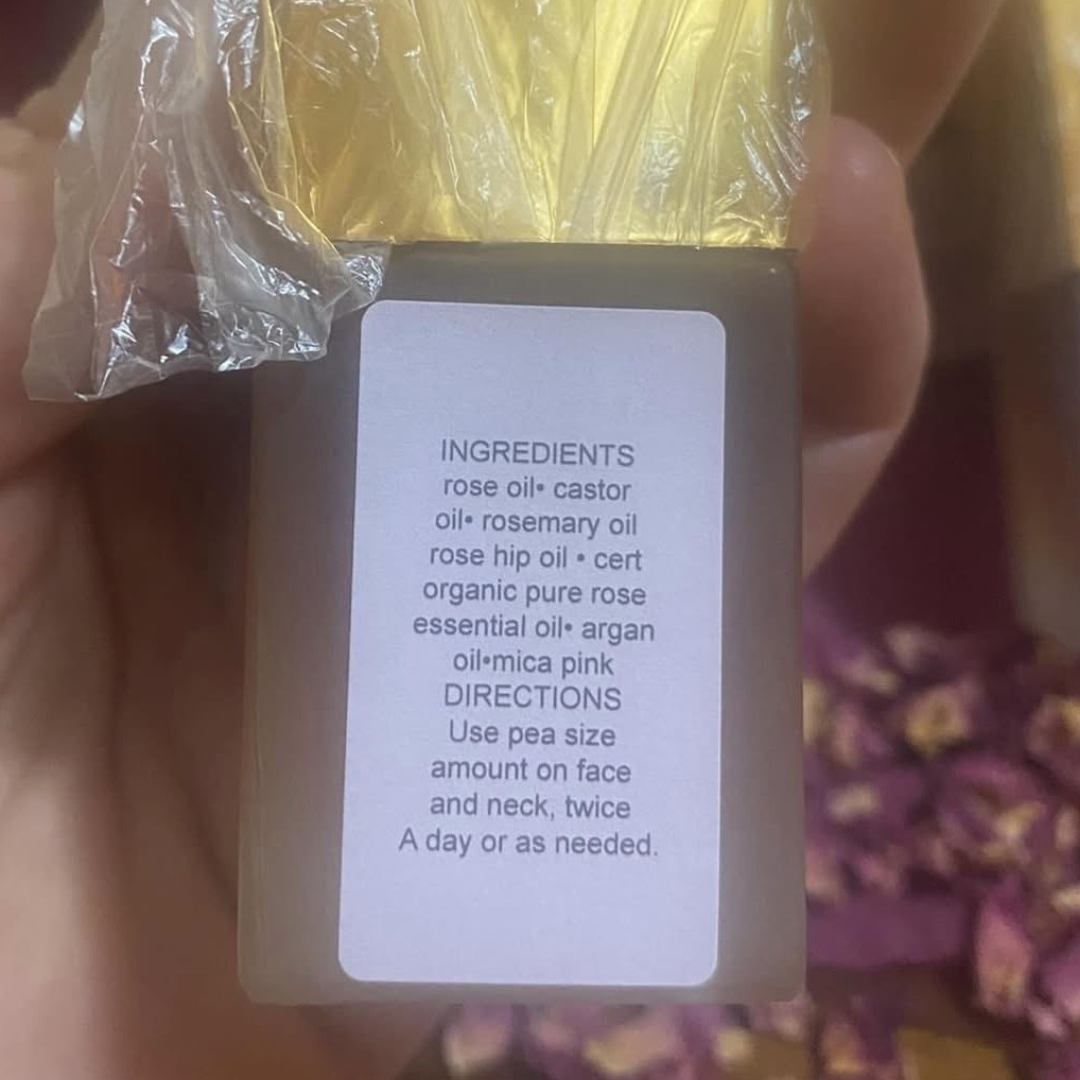 INGREDIENTS
rose oil• castor
oil• rosemary oil
rose hip oil • cert
organic pure rose
essential oil• argan
oil•mica pink
DIRECTIONS
Use pea size
amount on face
and neck, twice
A day or as needed.